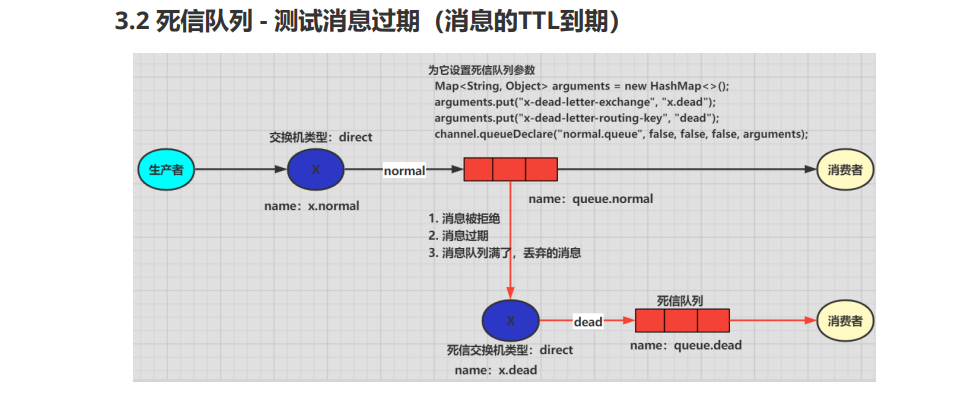 3.2 死信队列 - 测试消息过期（消息的TTL到期）
为它设置死信队列参数
Map<String, Object> arguments = new HashMap<>();
arguments.put("x-dead-letter-exchange", "x.dead");
arguments.put("x-dead-letter-routing-key", "dead");
channel.queueDeclare("normal.queue", false, false, false, arguments);
交换机类型：direct
生产者
X
normal
消费者
name：x.normal
name：queue.normal
1. 消息被拒绝
2. 消息过期
3. 消息队列满了，丢弃的消息
死信队列
X
dead
消费者
name：queue.dead
死信交换机类型：direct
name：x.dead